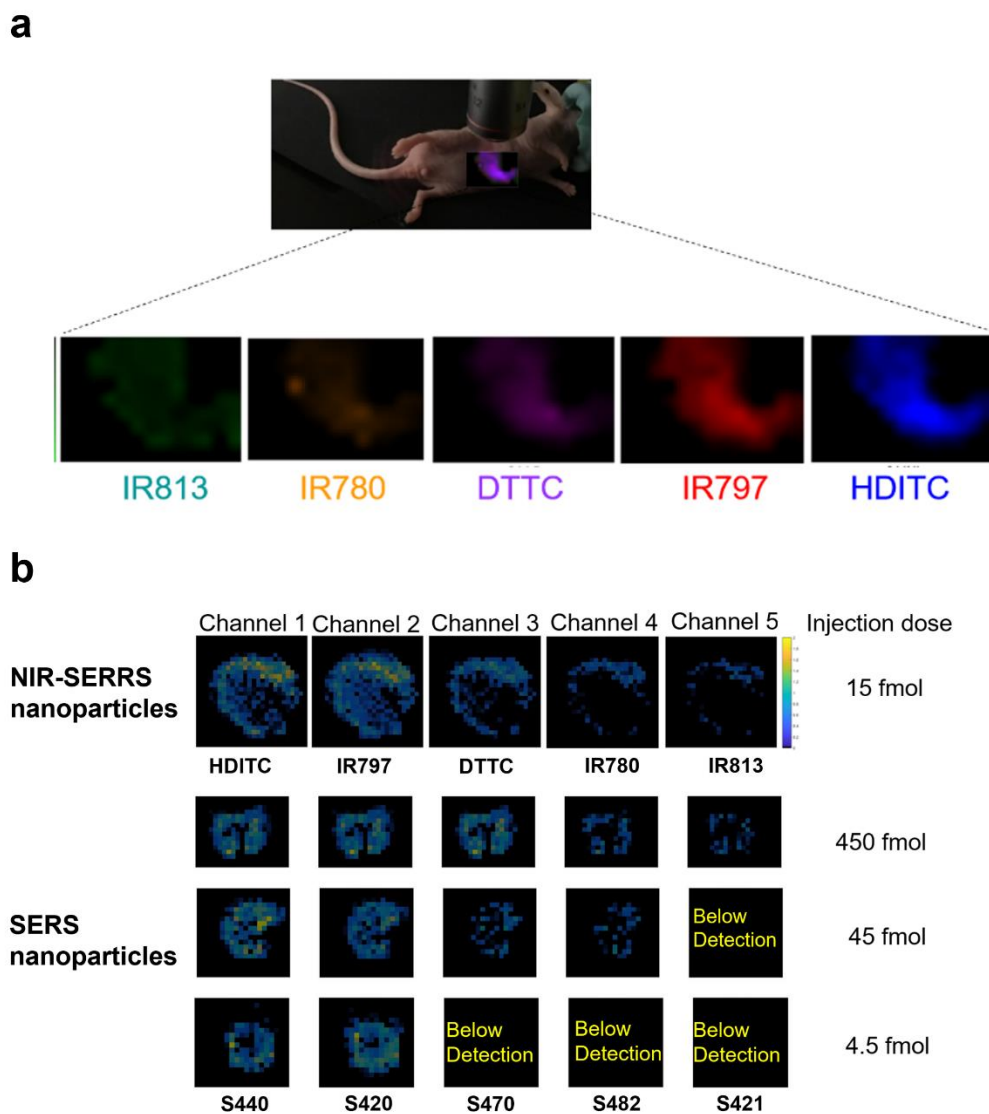 a
IR813
IR780
DTTC
IR797
HDITC
b
Channel 1
Channel 2
Channel 3
Channel 4
Channel 5
Injection dose
NIR-SERRS
nanoparticles
15 fmol
HDITC
IR797
DTTC
IR780
IR813
450 fmol
SERS
nanoparticles
Below
Detection
45 fmol
Below
Detection
Below
Detection
Below
Detection
4.5 fmol
S440
S420
S470
S482
S421